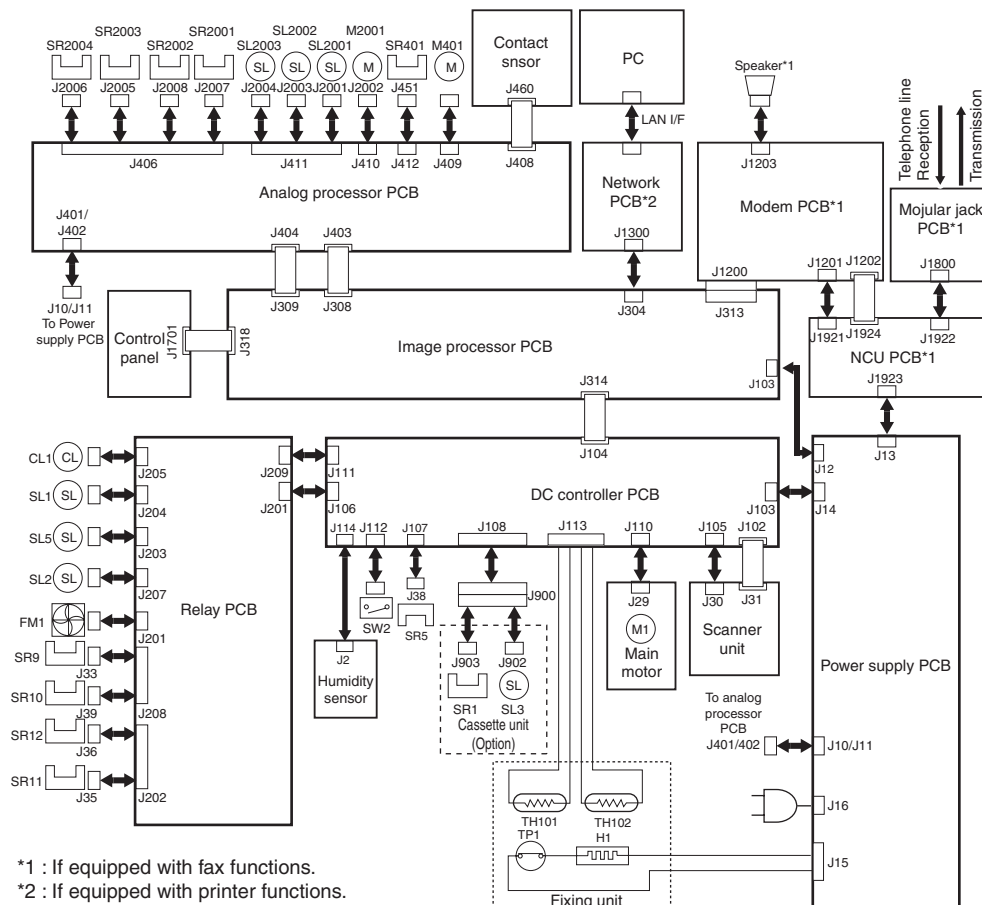 SR2004
SR2003
SR2002
SR2001
SL2003
SL2002
SL2001
M2001
SR401
M401
SL
SL
SL
M
M
J2006
J2005
J2008
J2007
J2004
J2003
J2001
J2002
J451
Contact
snsor
J460
PC
LAN I/F
Speaker*1
J1203
Telephone line
Reception
Transmission
J406
J411
J410
J412
J409
J408
Analog processor PCB
J401/
J402
J404
J403
Network
PCB*2
J1300
Modem PCB*1
J1201
J1202
Mojular jack
PCB*1
J1800
J10/J11
To Power
supply PCB
Control
panel
J1701
J318
J309
J308
J304
J1200
J313
Image processor PCB
J103
J314
J1921
J1924
J1922
NCU PCB*1
J1923
J13
CL1
CL
J205
SL1
SL
J204
SL5
SL
J203
SL2
SL
J207
FM1
J201
SR9
J33
SR10
J39
J208
SR12
J36
SR11
J35
J202
J209
J201
Relay PCB
J111
J106
J104
DC controller PCB
J103
J12
J14
J114
J112
J107
J108
J113
J110
J105
J102
J38
SW2
SR5
J900
J2
Humidity
sensor
J903
J902
SR1
SL
SL3
Cassette unit
(Option)
J29
M1
Main
motor
J30
J31
Scanner
unit
Power supply PCB
To analog
processor
PCB
J401/402
J10/J11
J16
J15
TH101
TH102
TP1
H1
Fixing unit
*1 : If equipped with fax functions.
*2 : If equipped with printer functions.